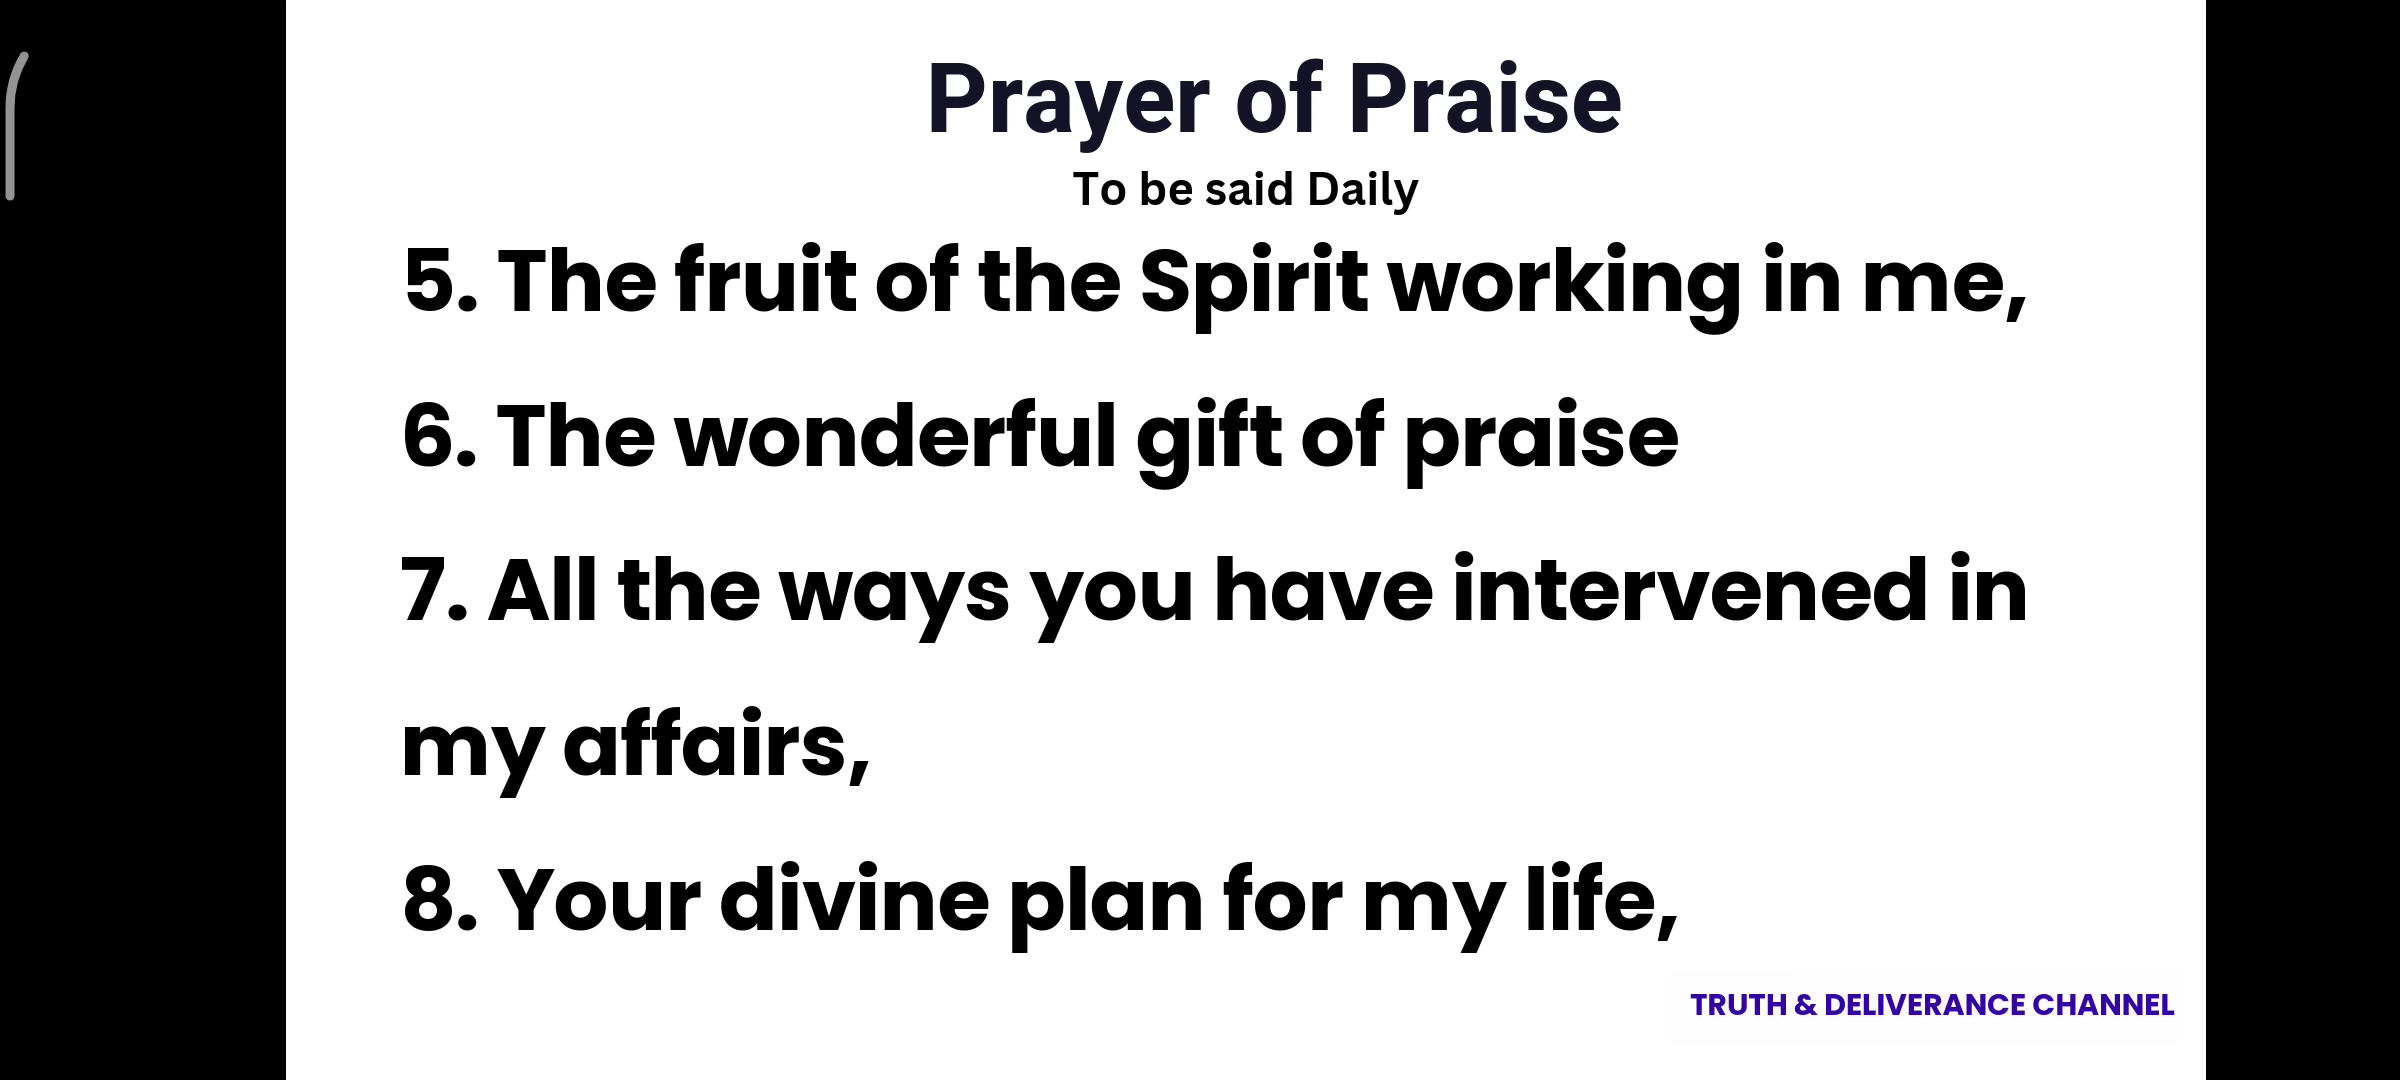 Prayer of Praise
To be said Daily
5. The fruit of the Spirit working in me,
6. The wonderful gift of praise
7. All the ways you have intervened in
my affairs,
8. Your divine plan for my life,
TRUTH & DELIVERANCE CHANNEL